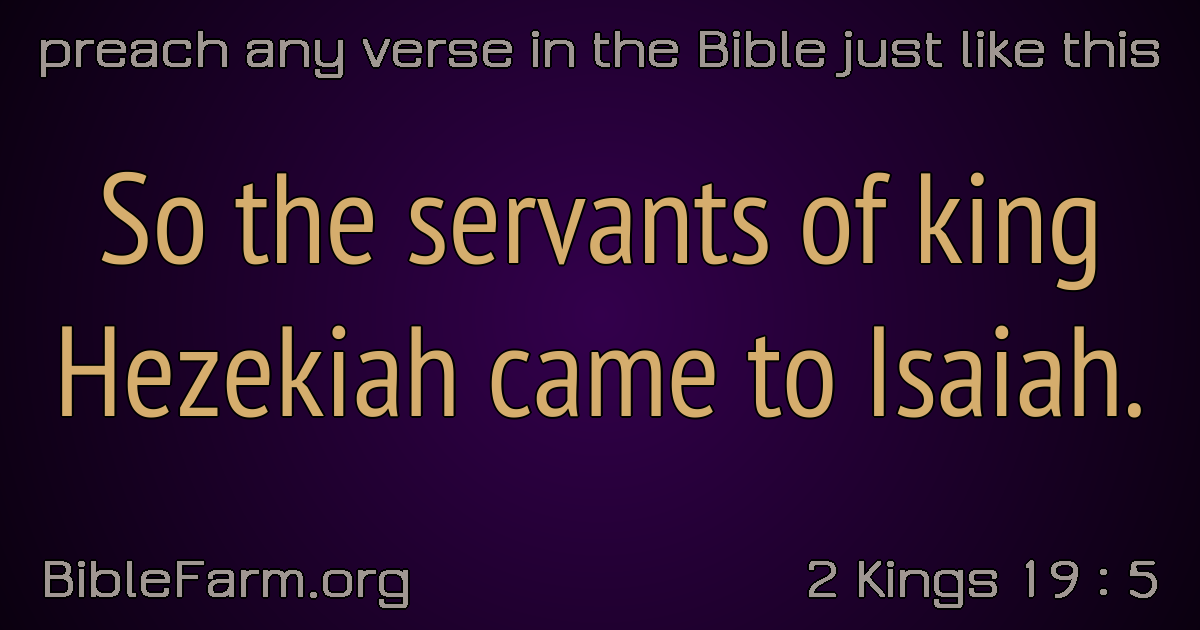 preach any verse in the Bible just like this
So the servants of king
Hezekiah came to Isaiah.
BibleFarm.org
2 Kings 19 : 5